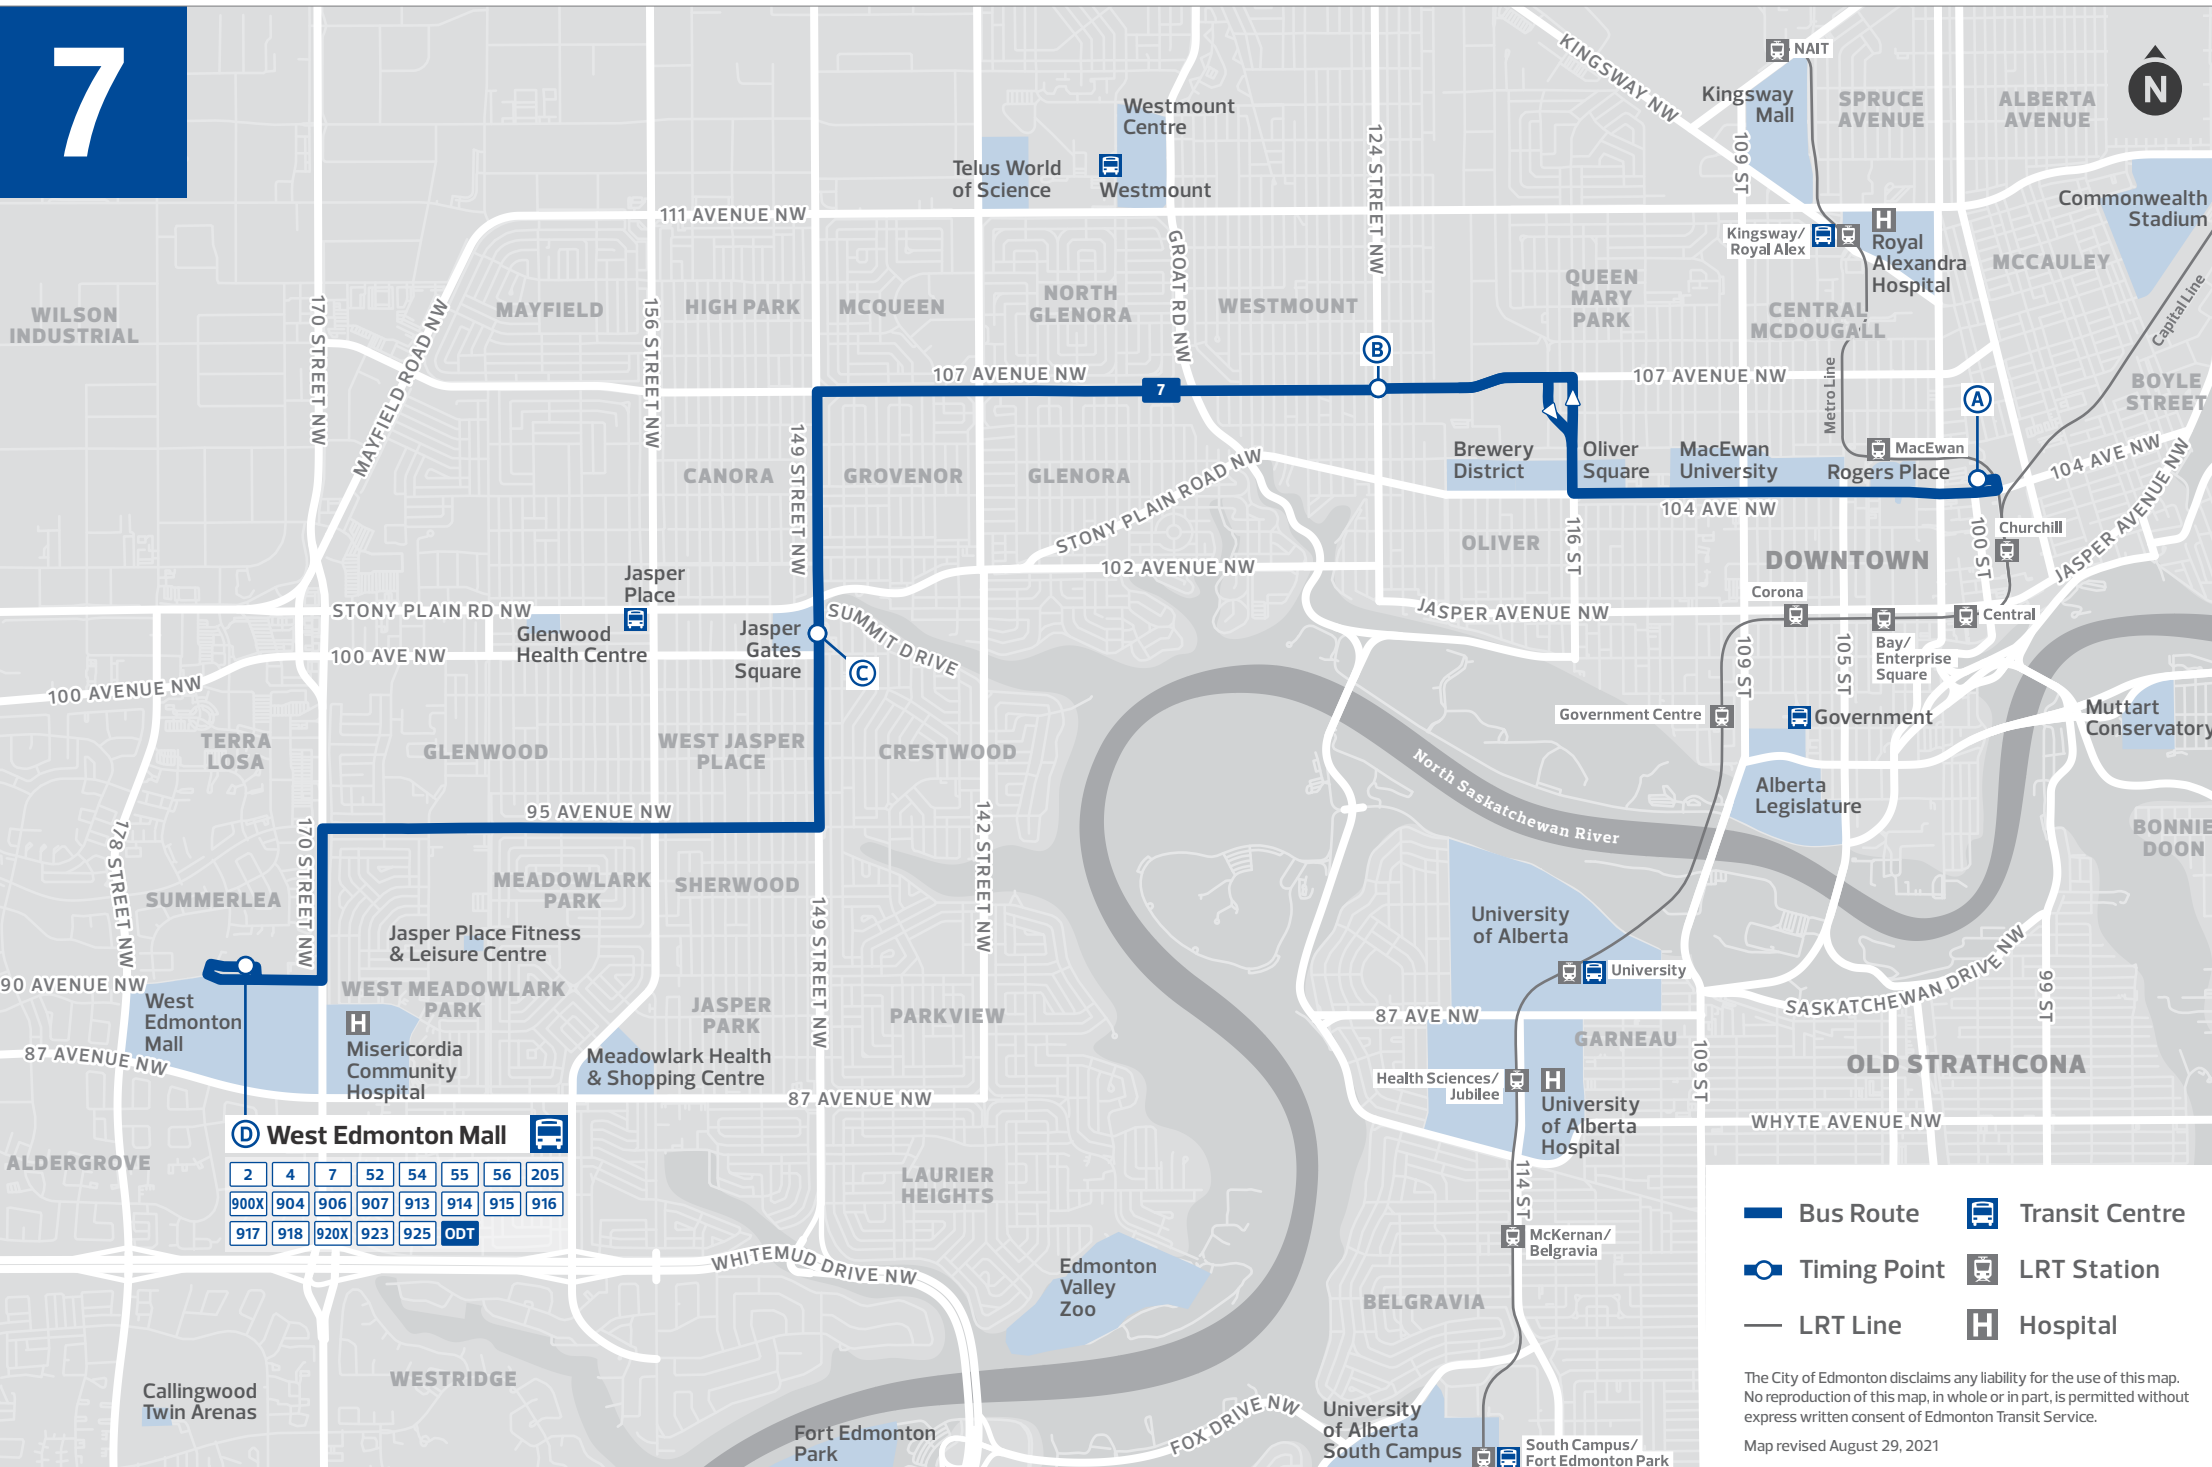 7
N
NAIT
KINGSWAY NW
Kingsway
Mall
SPRUCE
AVENUE
ALBERTA
AVENUE
Westmount
Centre
Telus World
of Science
Westmount
124 STREET NW
109 ST
Commonwealth
Stadium
111 AVENUE NW
GROAT RD NW
Kingsway/
Royal Alex
H
Royal
Alexandra
Hospital
MCCAULEY
Capital Line
WILSON
INDUSTRIAL
170 STREET NW
MAYFIELD ROAD NW
MAYFIELD
156 STREET NW
HIGH PARK
MCQUEEN
NORTH
GLENORA
WESTMOUNT
QUEEN
MARY
PARK
CENTRAL
MCDOUGALL
Metro Line
B
107 AVENUE NW
7
107 AVENUE NW
A
BOYLE
STREET
149 STREET NW
CANORA
GROVENOR
GLENORA
STONY PLAIN ROAD NW
Brewery
District
Oliver
Square
MacEwan
University
MacEwan
Rogers Place
104 AVE NW
JASPER AVENUE NW
104 AVE NW
OLIVER
116 ST
100 ST
Churchill
DOWNTOWN
102 AVENUE NW
Jasper
Place
STONY PLAIN RD NW
Glenwood
Health Centre
Jasper
Gates
Square
SUMMIT DRIVE
C
JASPER AVENUE NW
Corona
Central
Bay/
Enterprise
Square
109 ST
105 ST
100 AVE NW
100 AVENUE NW
Government Centre
Government
Muttart
Conservatory
TERRA
LOSA
GLENWOOD
WEST JASPER
PLACE
CRESTWOOD
North Saskatchewan River
Alberta
Legislature
BONNIE
DOON
95 AVENUE NW
178 STREET NW
170 STREET NW
142 STREET NW
SUMMERLEA
MEADOWLARK
PARK
SHERWOOD
149 STREET NW
Jasper Place Fitness
& Leisure Centre
University
of Alberta
University
SASKATCHEWAN DRIVE NW
99 ST
90 AVENUE NW
West
Edmonton
Mall
WEST MEADOWLARK
PARK
JASPER
PARK
PARKVIEW
87 AVE NW
GARNEAU
87 AVENUE NW
H
Misericordia
Community
Hospital
Meadowlark Health
& Shopping Centre
87 AVENUE NW
Health Sciences/
Jubilee
H
University
of Alberta
Hospital
109 ST
OLD STRATHCONA
WHYTE AVENUE NW
D West Edmonton Mall
2 4 7 52 54 55 56 205
900X 904 906 907 913 914 915 916
917 918 920X 923 925 ODT
ALDERGROVE
LAURIER
HEIGHTS
114 ST
McKernan/
Belgravia
WHITEMUD DRIVE NW
Edmonton
Valley
Zoo
BELGRAVIA
WESTRIDGE
Callingwood
Twin Arenas
Fort Edmonton
Park
FOX DRIVE NW
University
of Alberta
South Campus
South Campus/
Fort Edmonton Park
Bus Route
Transit Centre
Timing Point
LRT Station
LRT Line
H Hospital
The City of Edmonton disclaims any liability for the use of this map.
No reproduction of this map, in whole or in part, is permitted without
express written consent of Edmonton Transit Service.
Map revised August 29, 2021